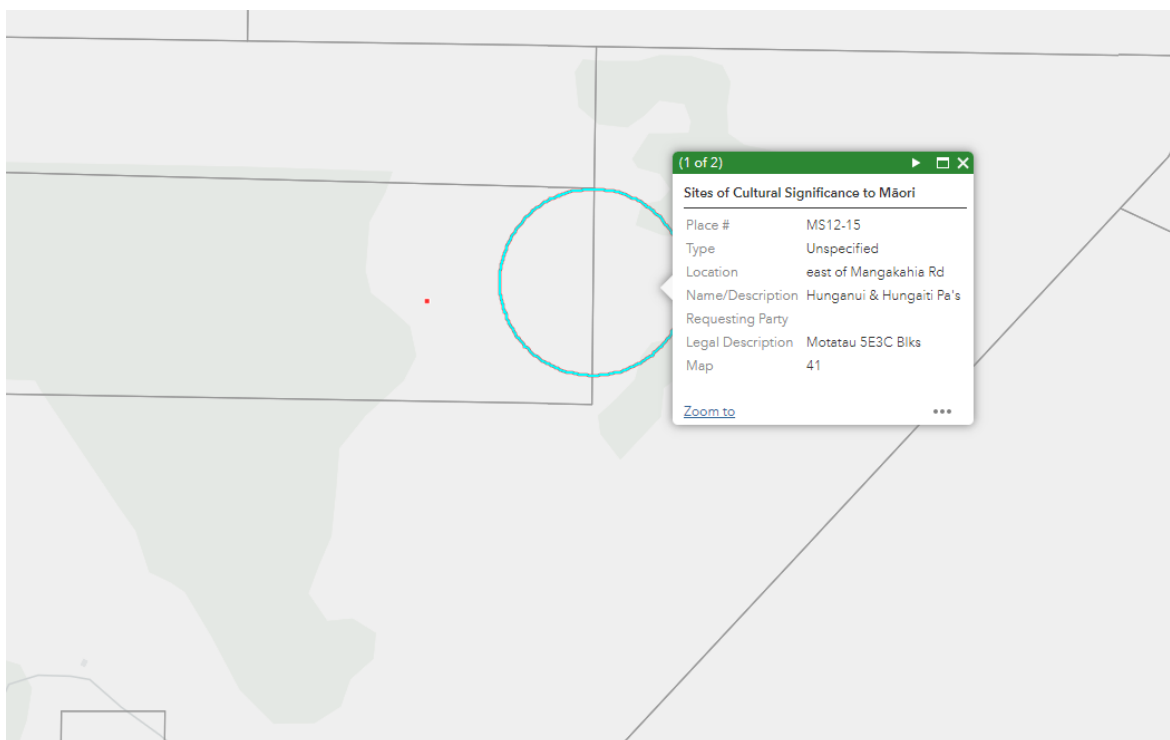 (1 of 2)
Sites of Cultural Significance to Māori
Place # MS12-15
Type Unspecified
Location east of Mangakahia Rd
Name/Description Hunganui & Hungaiti Pa's
Requesting Party
Legal Description Motatau 5E3C Blks
Map 41
Zoom to